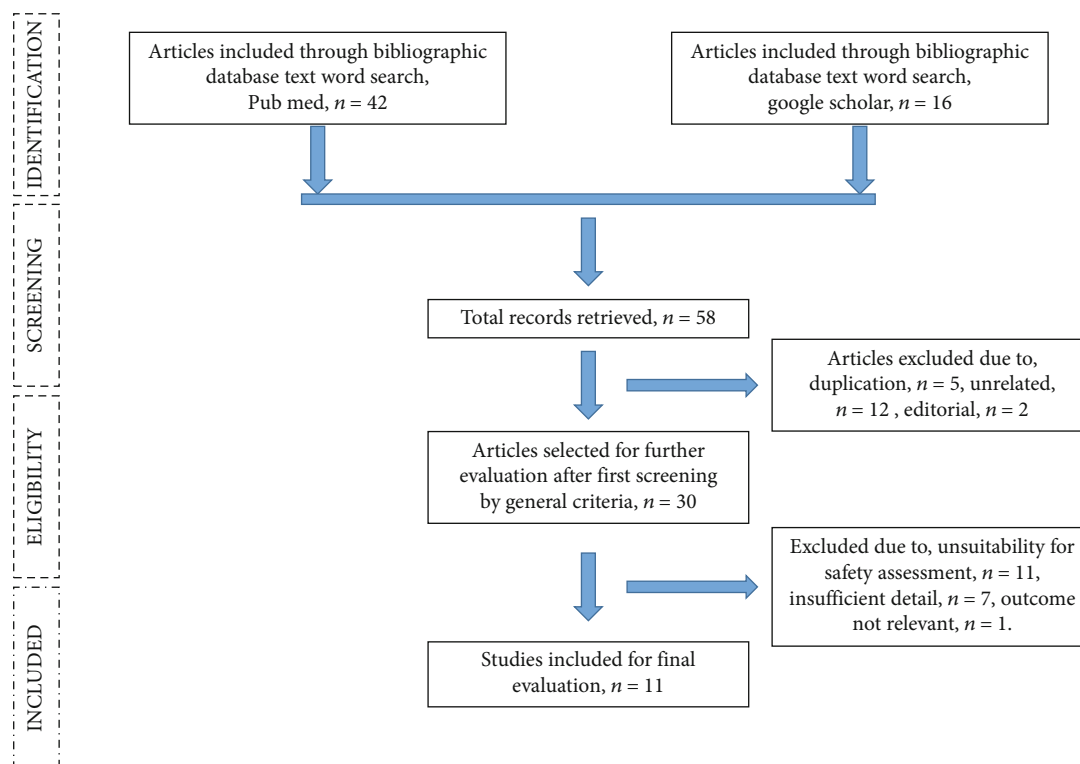 IDENTIFICATION
Articles included through bibliographic
database text word search,
Pub med, n = 42
Articles included through bibliographic
database text word search,
google scholar, n = 16
SCREENING
Total records retrieved, n = 58
Articles excluded due to,
duplication, n = 5, unrelated,
n = 12 , editorial, n = 2
ELIGIBILITY
Articles selected for further
evaluation after first screening
by general criteria, n = 30
Excluded due to, unsuitability for
safety assessment, n = 11,
insufficient detail, n = 7, outcome
not relevant, n = 1.
INCLUDED
Studies included for final
evaluation, n = 11